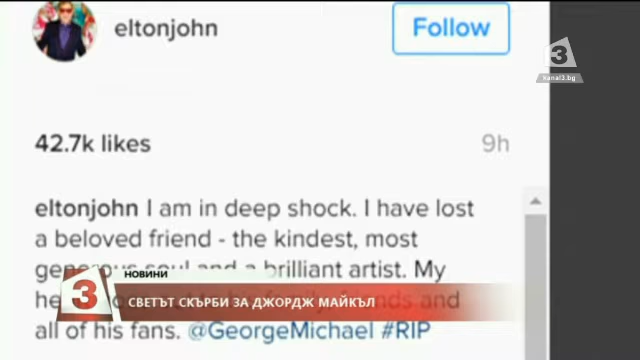 eltonjohn
Follow
3
kanal3.bg
42.7k likes
9h
eltonjohn I am in deep shock. I have lost
a beloved friend - the kindest, most
generous soul and a brilliant artist. My
НОВИНИ
3
СВЕТЪТ СКЪРБИ ЗА ДЖОРДЖ МАЙКЪЛ
all of his fans. @GeorgeMichael #RIP